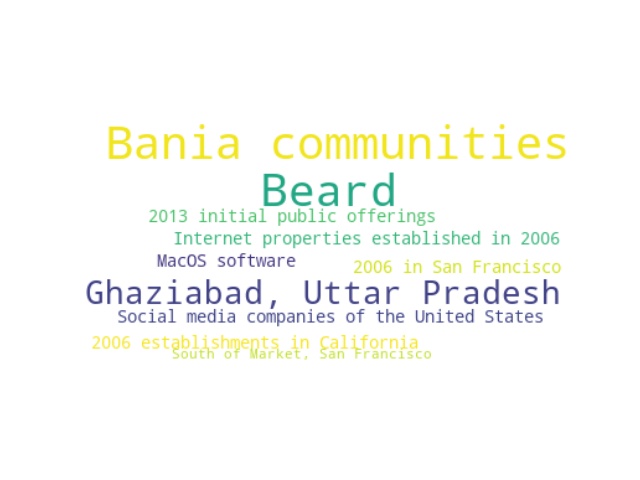 Bania communities
Beard
2013 initial public offerings
Internet properties established in 2006
MacOS software
2006 in San Francisco
Ghaziabad, Uttar Pradesh
Social media companies of the United States
2006 establishments in California
South of Market, San Francisco